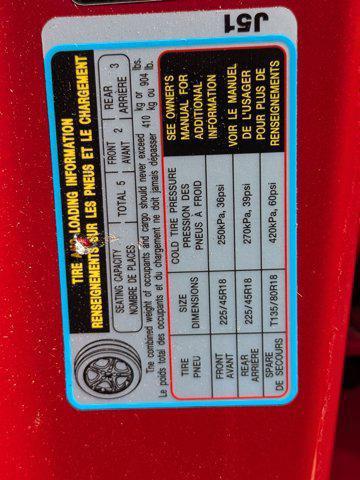 TIRE AND LOADING INFORMATION
RENSEIGNEMENTS SUR LES PNEUS ET LE CHARGEMENT
SEATING CAPACITY
NOMBRE DE PLACES
TOTAL 5
FRONT 2
AVANT
REAR 3
ARRIÈRE
The combined weight of occupants and cargo should never exceed 410 kg or 904 lbs.
Le poids total des occupants et du chargement ne doit jamais dépasser 410 kg ou 904 lb.
TIRE
PNEU
SIZE
DIMENSIONS
COLD TIRE PRESSURE
PRESSION DES
PNEUS À FROID
SEE OWNER'S
MANUAL FOR
ADDITIONAL
INFORMATION
VOIR LE MANUEL
DE L'USAGER
POUR PLUS DE
RENSEIGNEMENTS
FRONT
AVANT
225/45R18
250kPa, 36psi
REAR
ARRIÈRE
225/45R18
270kPa, 39psi
SPARE
DE SECOURS
T135/80R18
420kPa, 60psi
J51